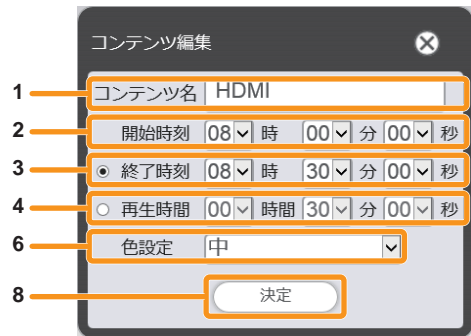 コンテンツ編集
1 コンテンツ名 HDMI
2 開始時刻 08 時 00 分 00 秒
3 終了時刻 08 時 30 分 00 秒
4 再生時間 00 時間 30 分 00 秒
6 色設定 中
8 決定